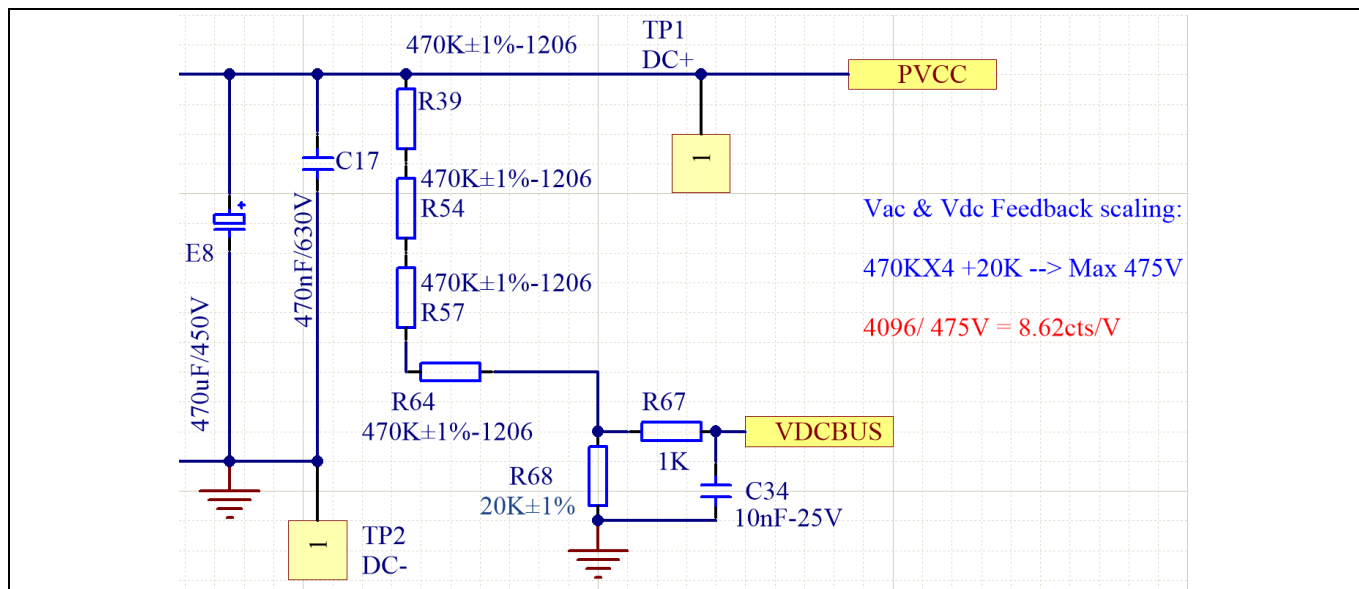 470K±1%-1206
TP1
DC+
PVCC
R39
1
C17
470K±1%-1206
R54
470nF/630V
Vac & Vdc Feedback scaling:
E8
470KX4 +20K --> Max 475V
470K±1%-1206
R57
470uF/450V
4096/ 475V = 8.62cts/V
R64
470K±1%-1206
R67
1K
VDCBUS
R68
20K±1%
C34
10nF-25V
1
TP2
DC-